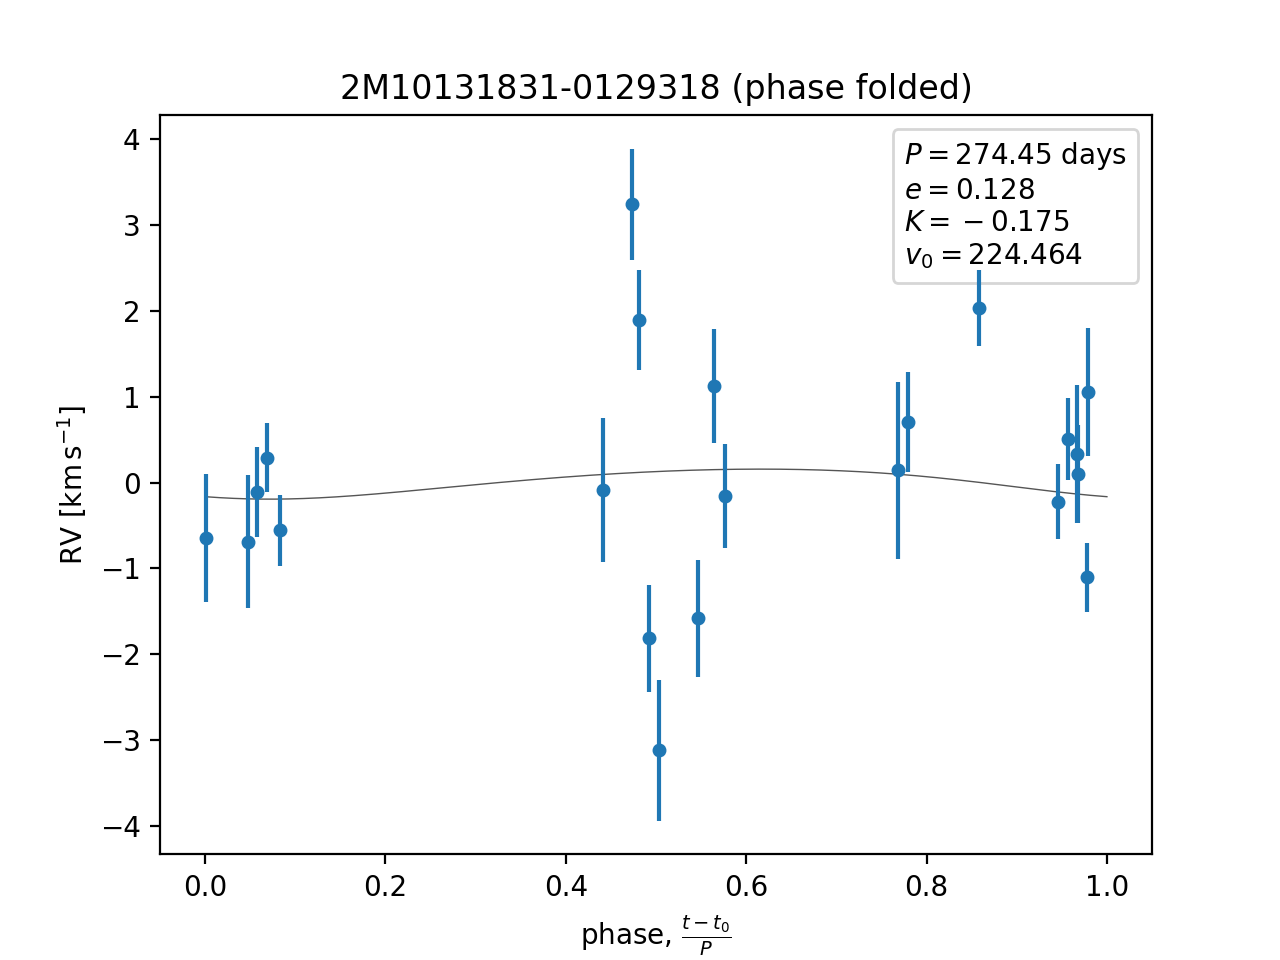 2M10131831-0129318 (phase folded)
P = 274.45 days
e = 0.128
K = −0.175
v₀ = 224.464
4
3
2
1
0
−1
−2
−3
−4
RV [km s⁻¹]
0.0 0.2 0.4 0.6 0.8 1.0
phase, (t − t₀)/P